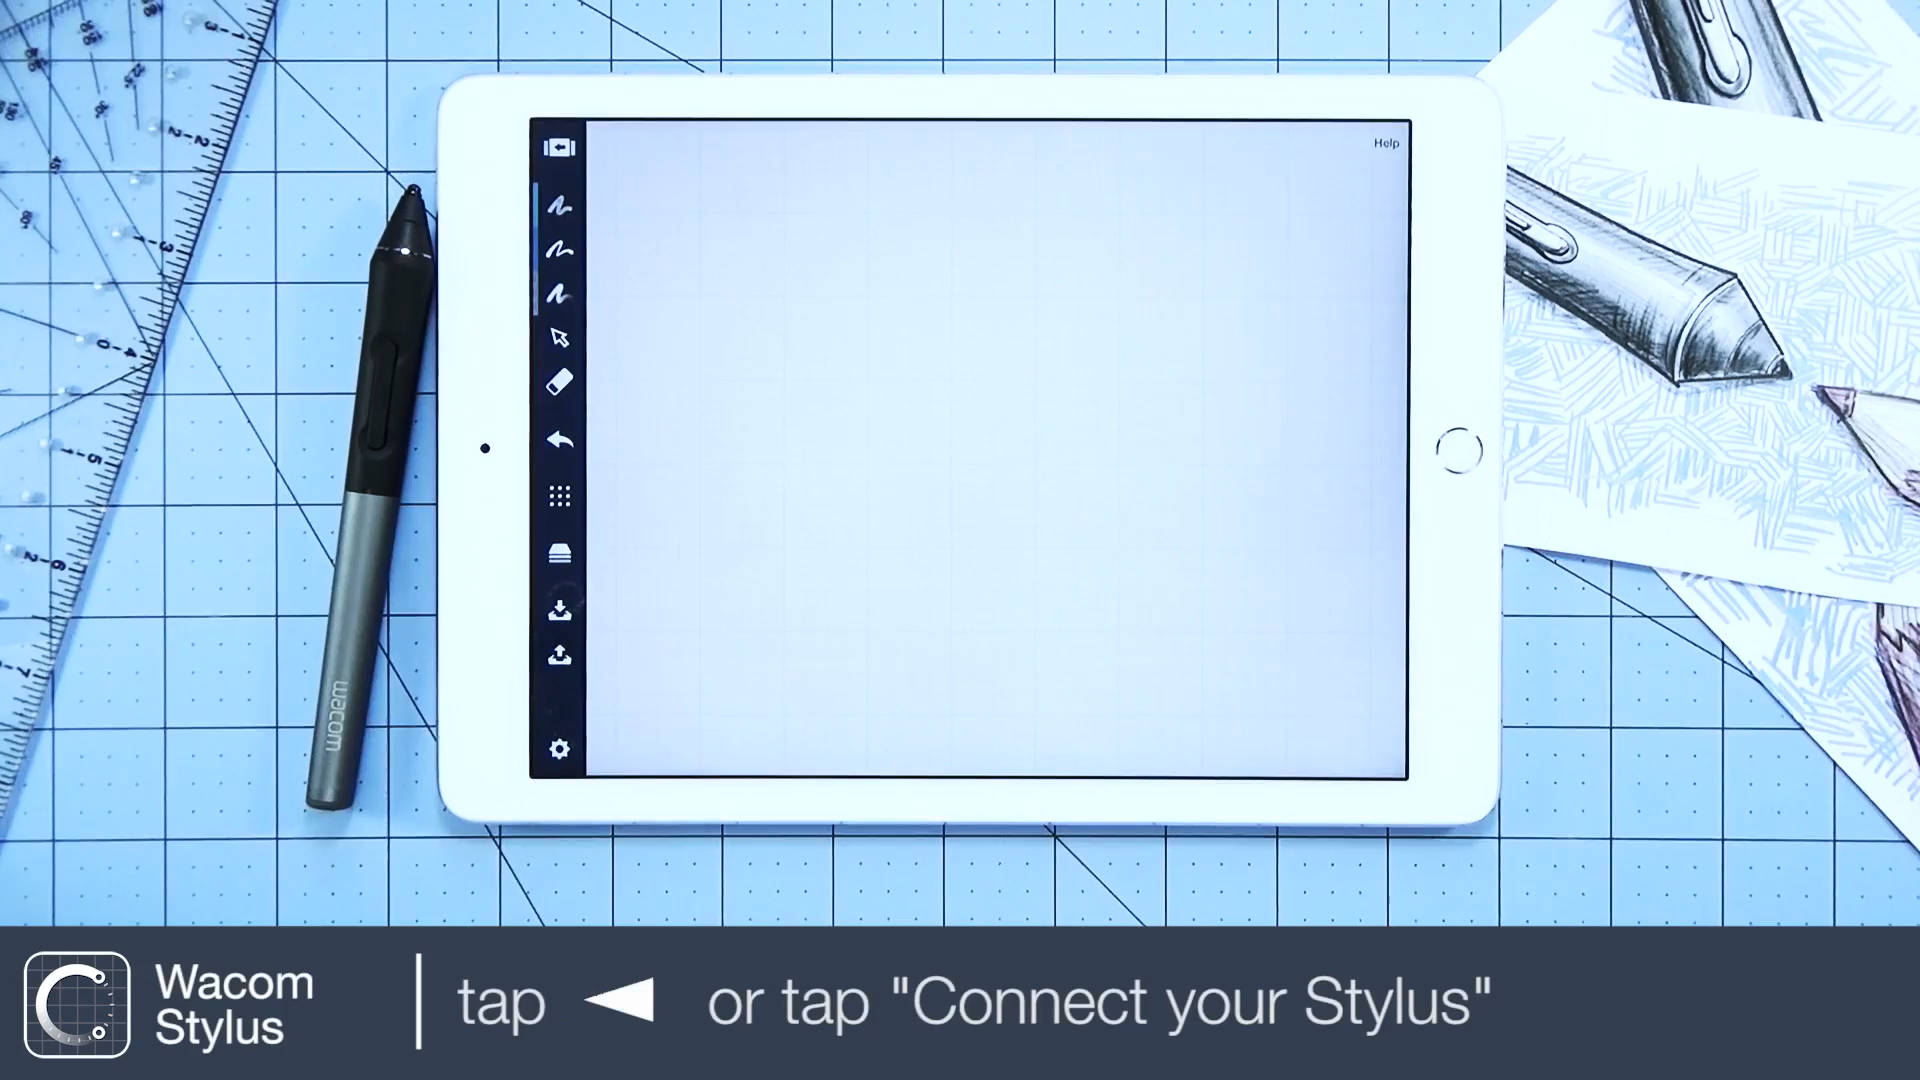 Help
wacom
Wacom
Stylus
tap or tap "Connect your Stylus"